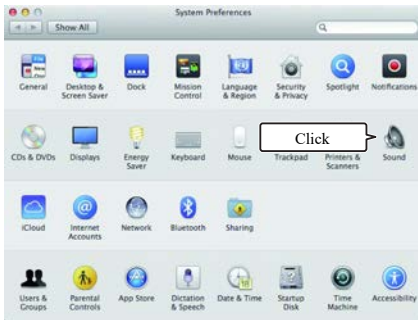 System Preferences
Show All
General
Desktop &
Screen Saver
Dock
Mission
Control
Language
& Region
Security
& Privacy
Spotlight
Notifications
CDs & DVDs
Displays
Energy
Saver
Keyboard
Mouse
Trackpad
Printers &
Scanners
Sound
Click
iCloud
Internet
Accounts
Network
Bluetooth
Sharing
Users &
Groups
Parental
Controls
App Store
Dictation
& Speech
Date & Time
Startup
Disk
Time
Machine
Accessibility